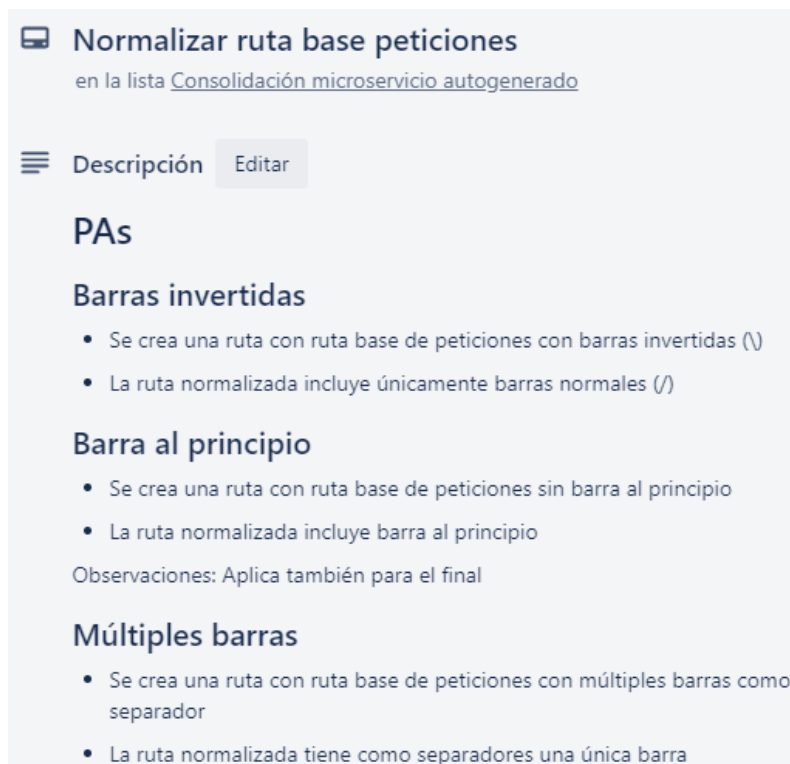 Normalizar ruta base peticiones
en la lista Consolidación microservicio autogenerado
Descripción Editar
PAs
Barras invertidas
• Se crea una ruta con ruta base de peticiones con barras invertidas (\)
• La ruta normalizada incluye únicamente barras normales (/)
Barra al principio
• Se crea una ruta con ruta base de peticiones sin barra al principio
• La ruta normalizada incluye barra al principio
Observaciones: Aplica también para el final
Múltiples barras
• Se crea una ruta con ruta base de peticiones con múltiples barras como
separador
• La ruta normalizada tiene como separadores una única barra